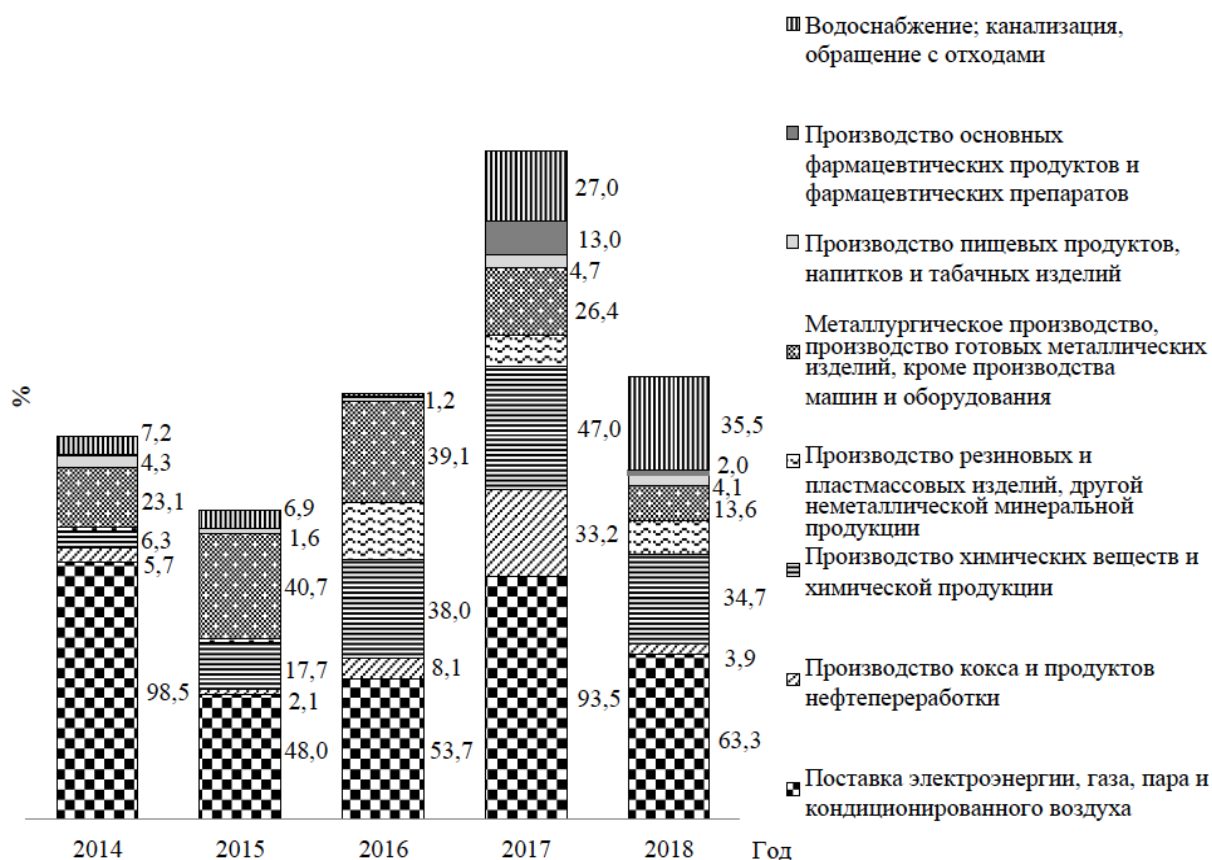 %
7,2
4,3
23,1
6,3
5,7
98,5
6,9
1,6
40,7
17,7
2,1
48,0
1,2
39,1
38,0
8,1
53,7
27,0
13,0
4,7
26,4
47,0
33,2
93,5
35,5
2,0
4,1
13,6
34,7
3,9
63,3
2014 2015 2016 2017 2018 Год
Водоснабжение; канализация,
обращение с отходами
Производство основных
фармацевтических продуктов и
фармацевтических препаратов
Производство пищевых продуктов,
напитков и табачных изделий
Металлургическое производство,
производство готовых металлических
изделий, кроме производства
машин и оборудования
Производство резиновых и
пластмассовых изделий, другой
неметаллической минеральной
продукции
Производство химических веществ и
химической продукции
Производство кокса и продуктов
нефтепереработки
Поставка электроэнергии, газа, пара и
кондиционированного воздуха